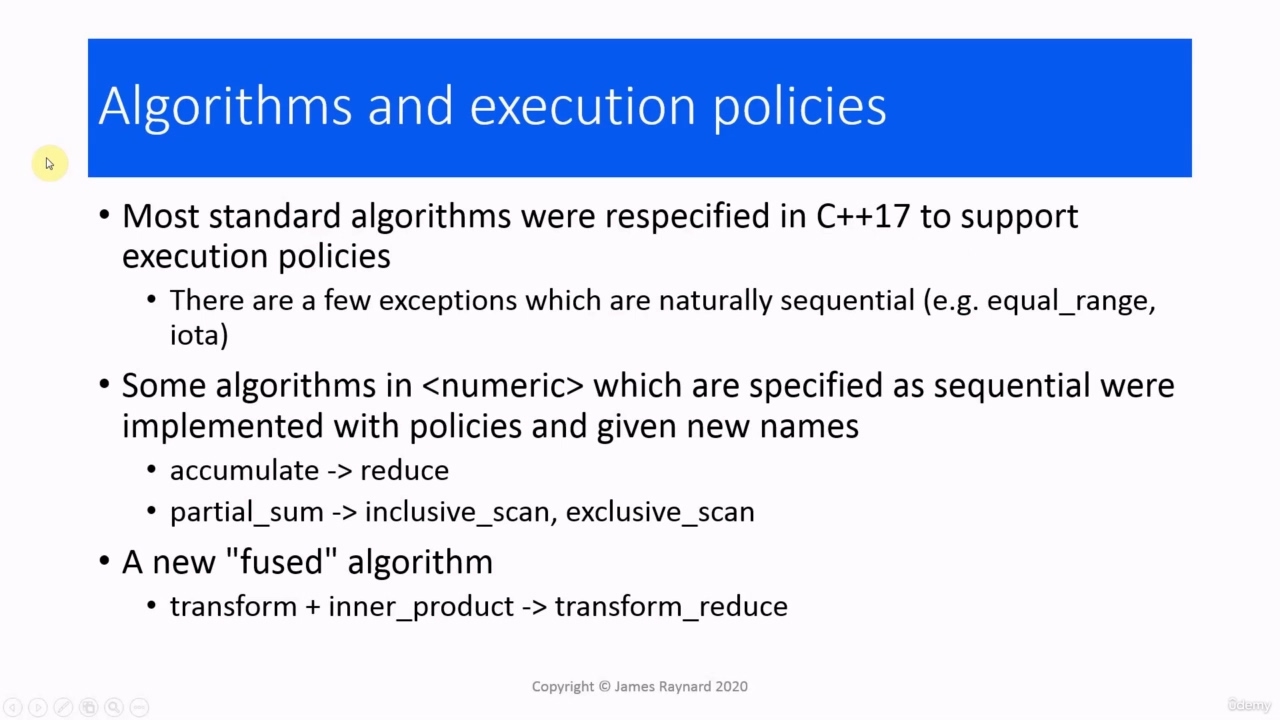 Algorithms and execution policies
• Most standard algorithms were respecified in C++17 to support
execution policies
• There are a few exceptions which are naturally sequential (e.g. equal_range,
iota)
• Some algorithms in <numeric> which are specified as sequential were
implemented with policies and given new names
• accumulate -> reduce
• partial_sum -> inclusive_scan, exclusive_scan
• A new "fused" algorithm
• transform + inner_product -> transform_reduce
Copyright © James Raynard 2020
ûdemy